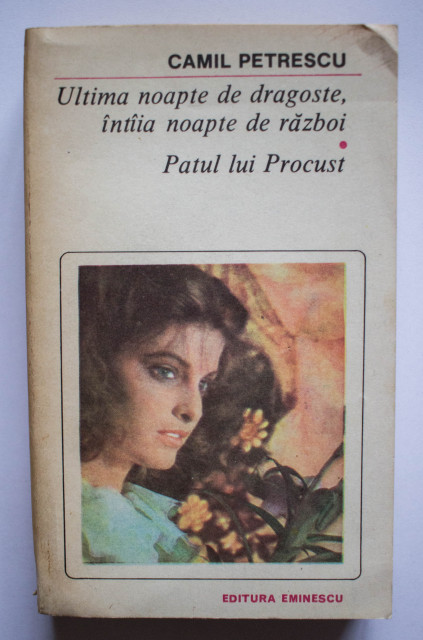 CAMIL PETRESCU
Ultima noapte de dragoste,
întîia noapte de război
Patul lui Procust
EDITURA EMINESCU